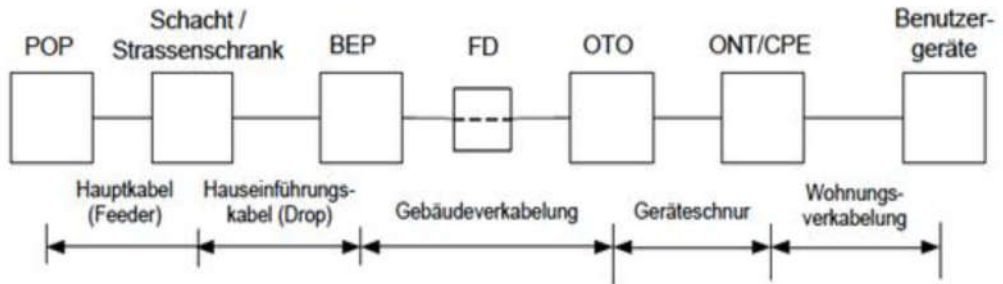 POP
Schacht /
Strassenschrank
BEP
FD
OTO
ONT/CPE
Benutzer-
geräte
Hauptkabel
(Feeder)
Hauseinführungs-
kabel (Drop)
Gebäudeverkabelung
Geräteschnur
Wohnungs-
verkabelung